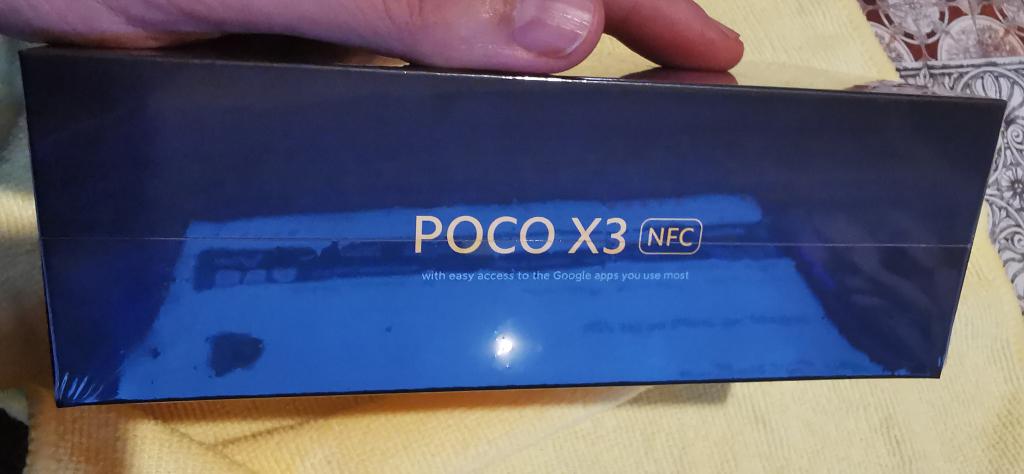 POCO X3 NFC
with easy access to the Google apps you use most